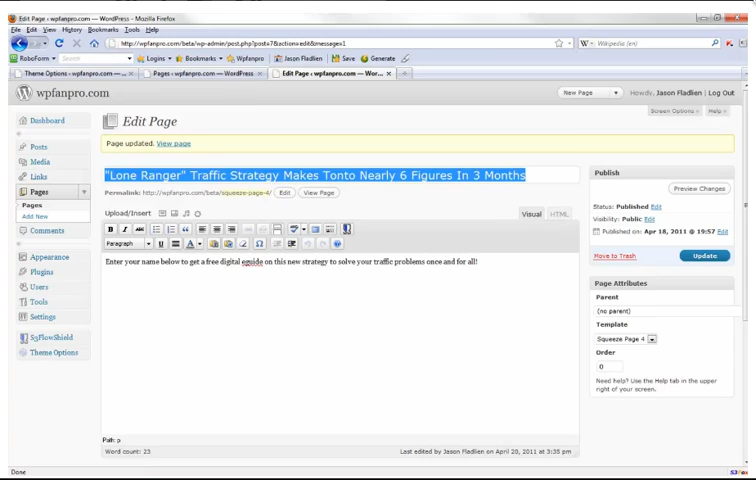 Edit Page ‹ wpfanpro.com — WordPress - Mozilla Firefox
File Edit View History Bookmarks Tools Help
http://wpfanpro.com/beta/wp-admin/post.php?post=7&action=edit&message=1
Wikipedia (en)
RoboForm Logins Bookmarks Wpfanpro Jason Fladlien Save Generate
Theme Options ‹ wpfanpro.com — ... Pages ‹ wpfanpro.com — WordPress Edit Page ‹ wpfanpro.com — Wor...
wpfanpro.com
New Page
Howdy, Jason Fladlien | Log Out
Screen Options Help
Dashboard
Edit Page
Page updated. View page
Posts
Media
Links
Pages
Pages
Add New
Comments
Appearance
Plugins
Users
Tools
Settings
S3FlowShield
Theme Options
"Lone Ranger" Traffic Strategy Makes Tonto Nearly 6 Figures In 3 Months
Permalink: http://wpfanpro.com/beta/squeeze-page-4/ Edit View Page
Upload/Insert
Visual HTML
B I ABC
Paragraph U A Ω
Enter your name below to get a free digital eguide on this new strategy to solve your traffic problems once and for all!
Path: p
Word count: 23
Last edited by Jason Fladlien on April 20, 2011 at 3:35 pm
Publish
Preview Changes
Status: Published Edit
Visibility: Public Edit
Published on: Apr 18, 2011 @ 19:57 Edit
Move to Trash Update
Page Attributes
Parent
(no parent)
Template
Squeeze Page 4
Order
0
Need help? Use the Help tab in the upper
right of your screen.
Done